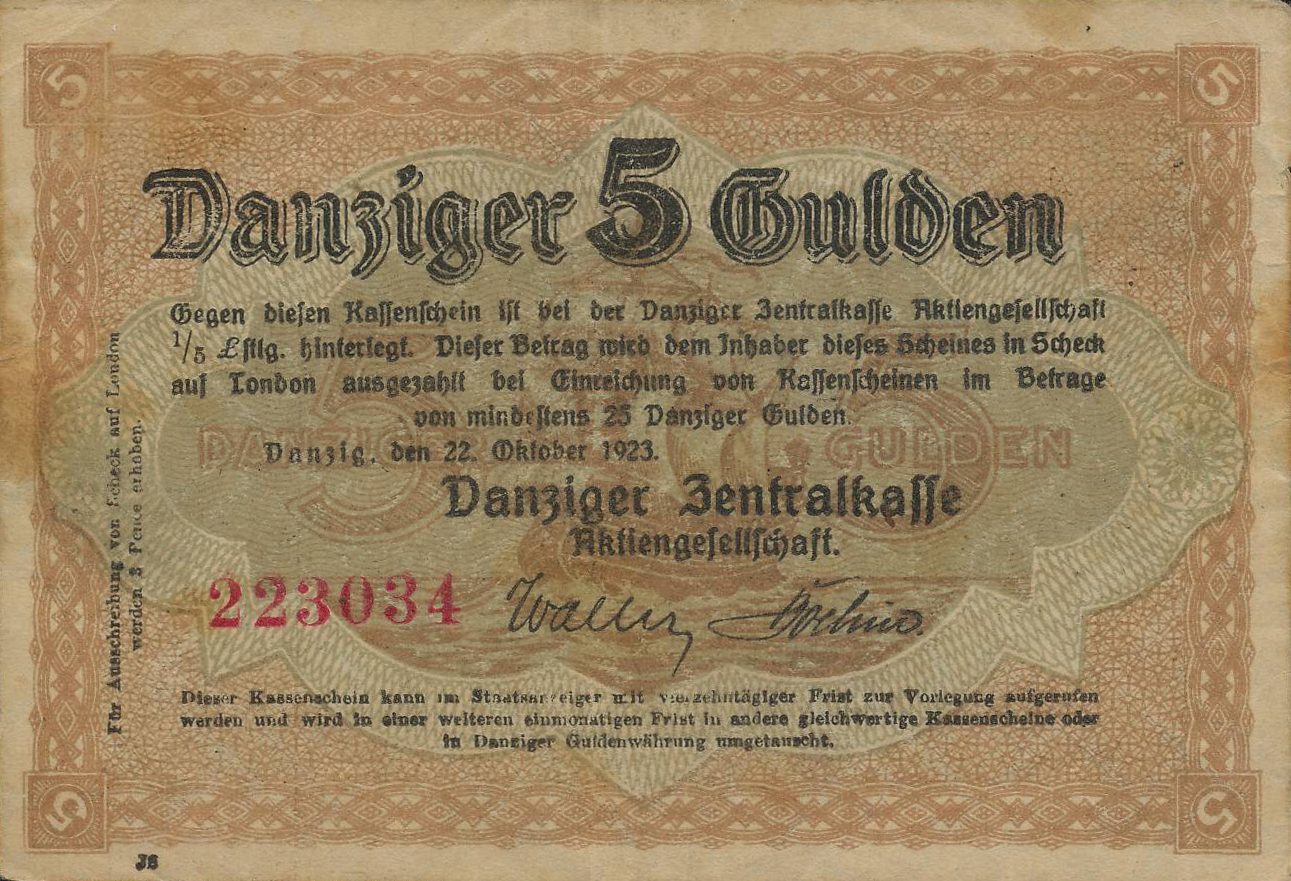 5 5
Danziger 5 Gulden
Gegen diesen Kassenschein ist bei der Danziger Zentralkasse Aktiengesellschaft
1/5 £stlg. hinterlegt. Dieser Betrag wird dem Inhaber dieses Scheines in Scheck
auf London ausgezahlt bei Einreichung von Kassenscheinen im Betrage
von mindestens 25 Danziger Gulden.
Danzig, den 22. Oktober 1923.
5 5
DANZIGER GULDEN
Danziger Zentralkasse
Aktiengesellschaft.
223034
Dieser Kassenschein kann im Staatsanzeiger mit vierzehntägiger Frist zur Vorlegung aufgerufen
werden und wird in einer weiteren einmonatigen Frist in andere gleichwertige Kassenscheine oder
in Danziger Guldenwährung umgetauscht.
Für Ausschreibung von Scheck auf London
werden 3 Pence erhoben.
5 5